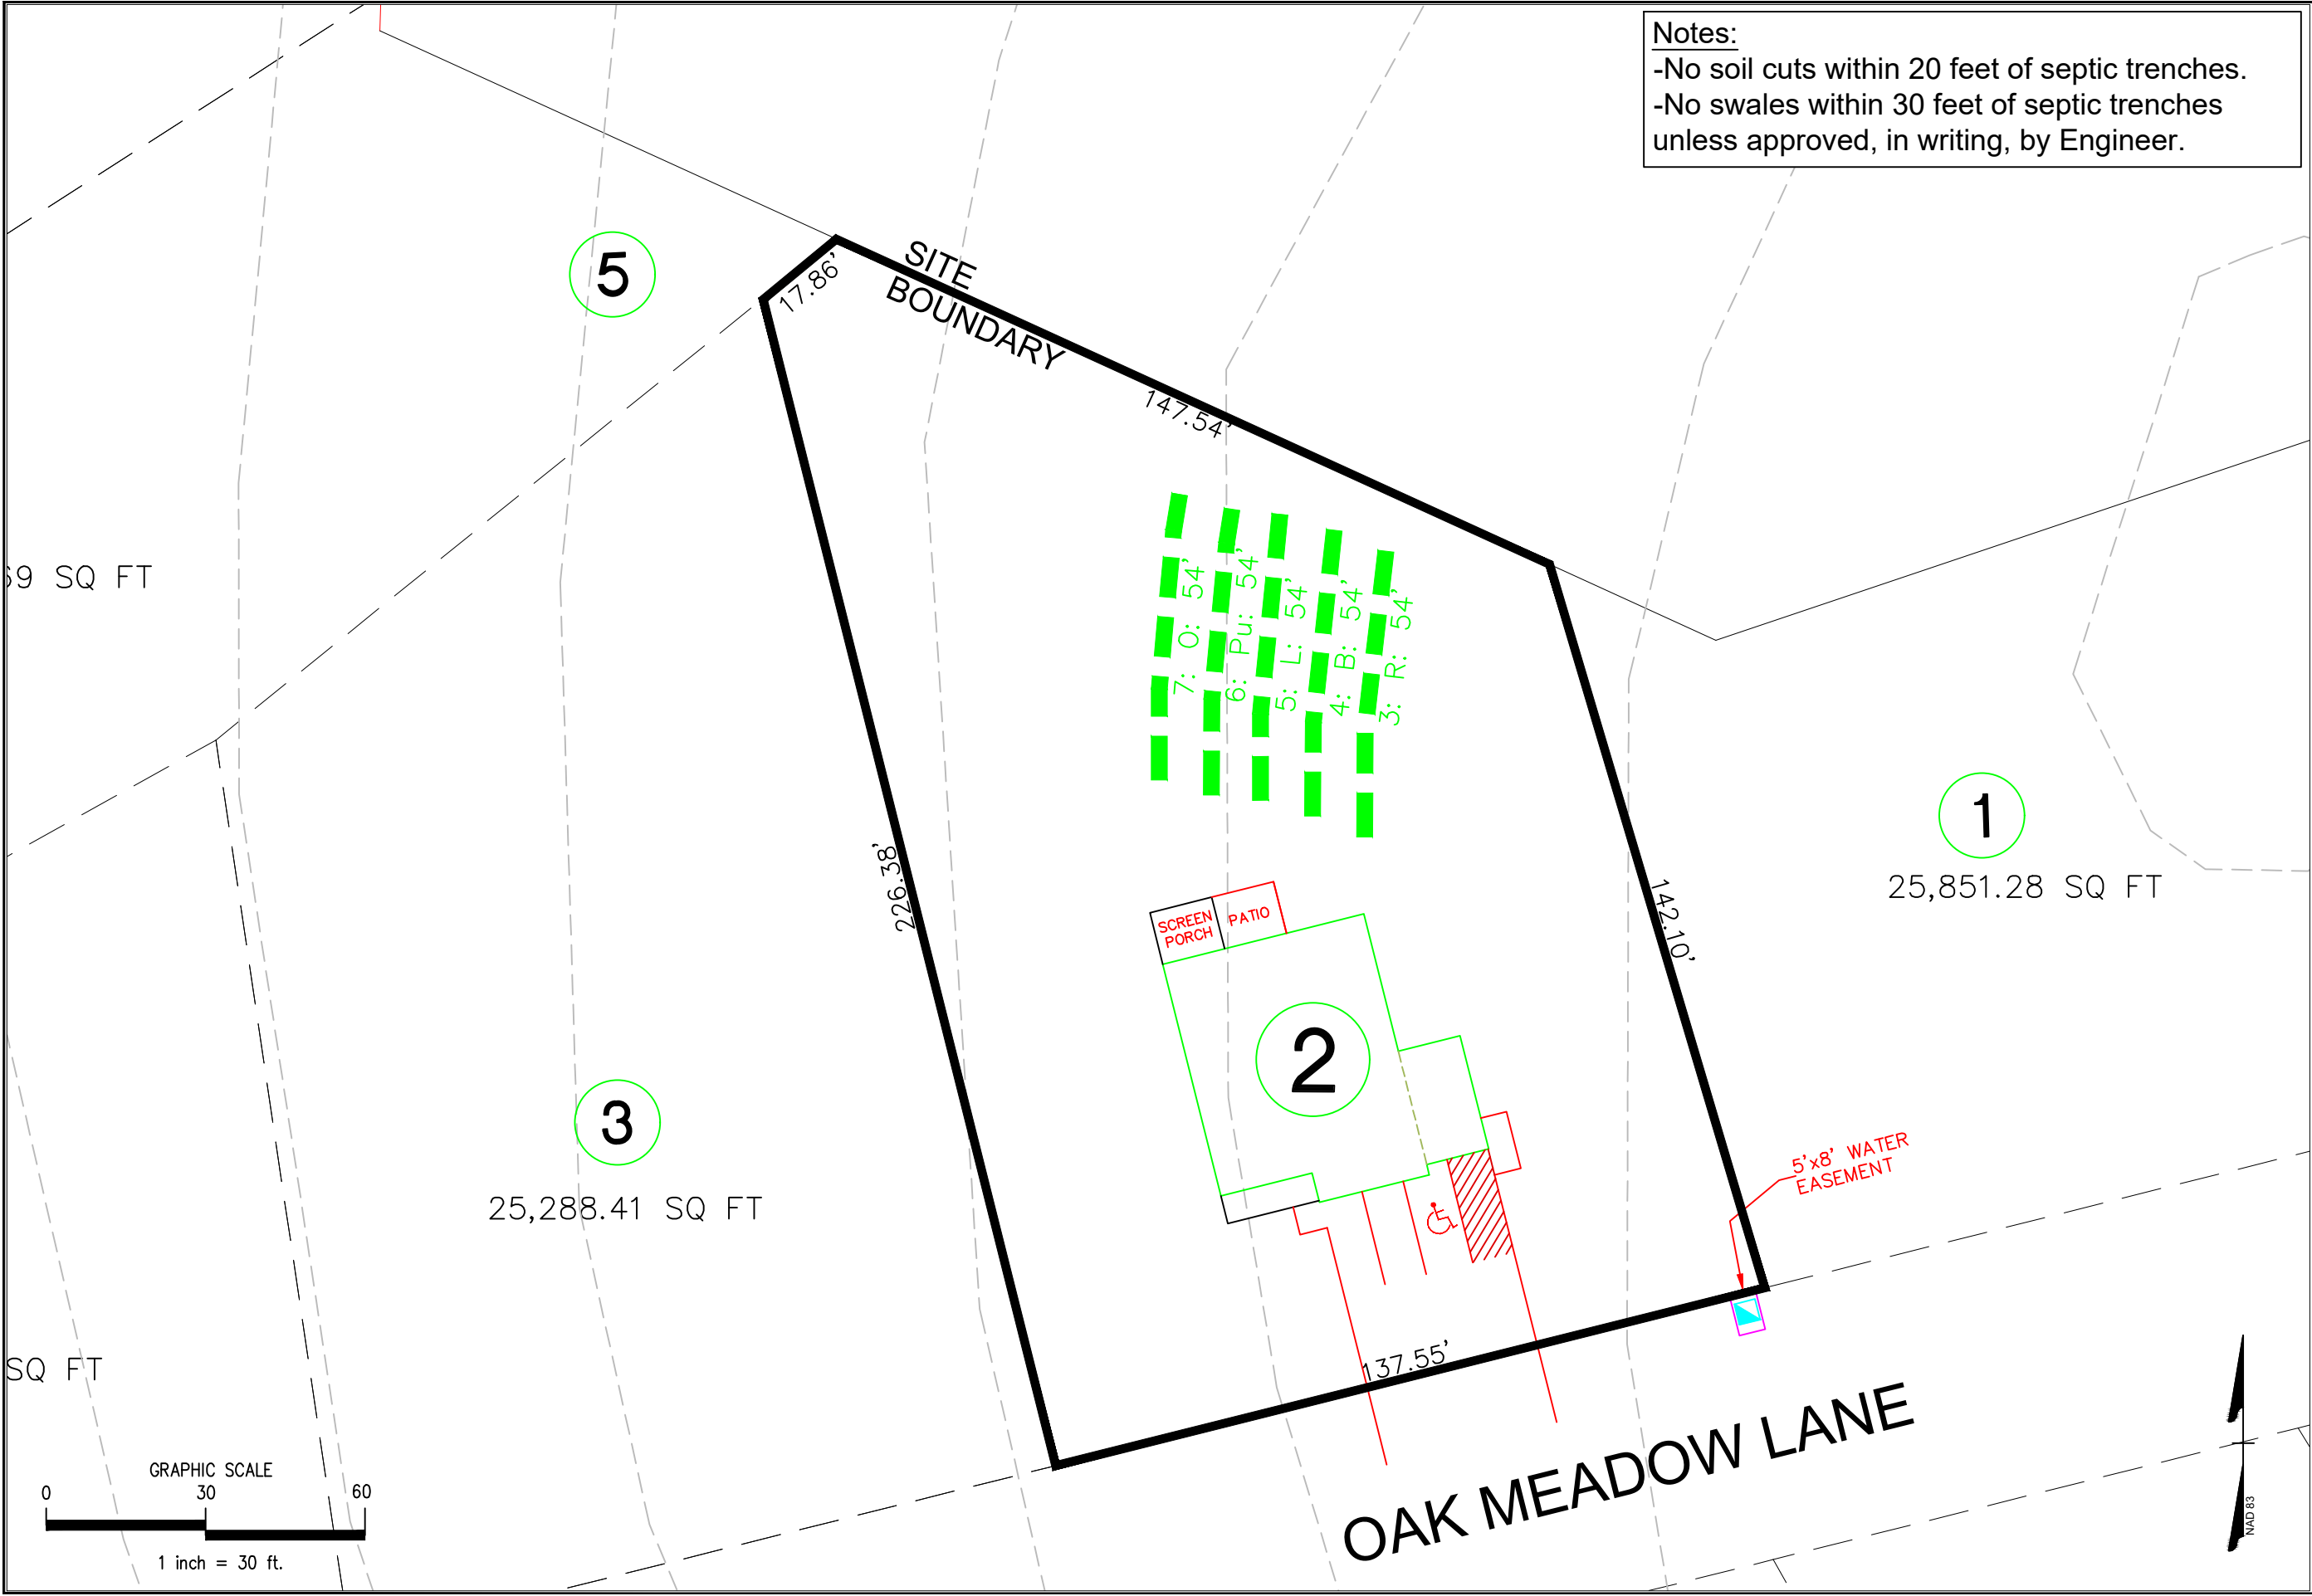 Notes:
-No soil cuts within 20 feet of septic trenches.
-No swales within 30 feet of septic trenches
unless approved, in writing, by Engineer.
SITE
BOUNDARY
17.86'
5
147.54'
69 SQ FT
7: O: 54'
6: Pu: 54'
5: L: 54'
4: B: 54'
3: R: 54'
1
25,851.28 SQ FT
226.38'
142.10'
SCREEN
PORCH
PATIO
2
3
25,288.41 SQ FT
5'x8' WATER
EASEMENT
137.55'
SQ FT
OAK MEADOW LANE
GRAPHIC SCALE
0 30 60
1 inch = 30 ft.
NAD 83